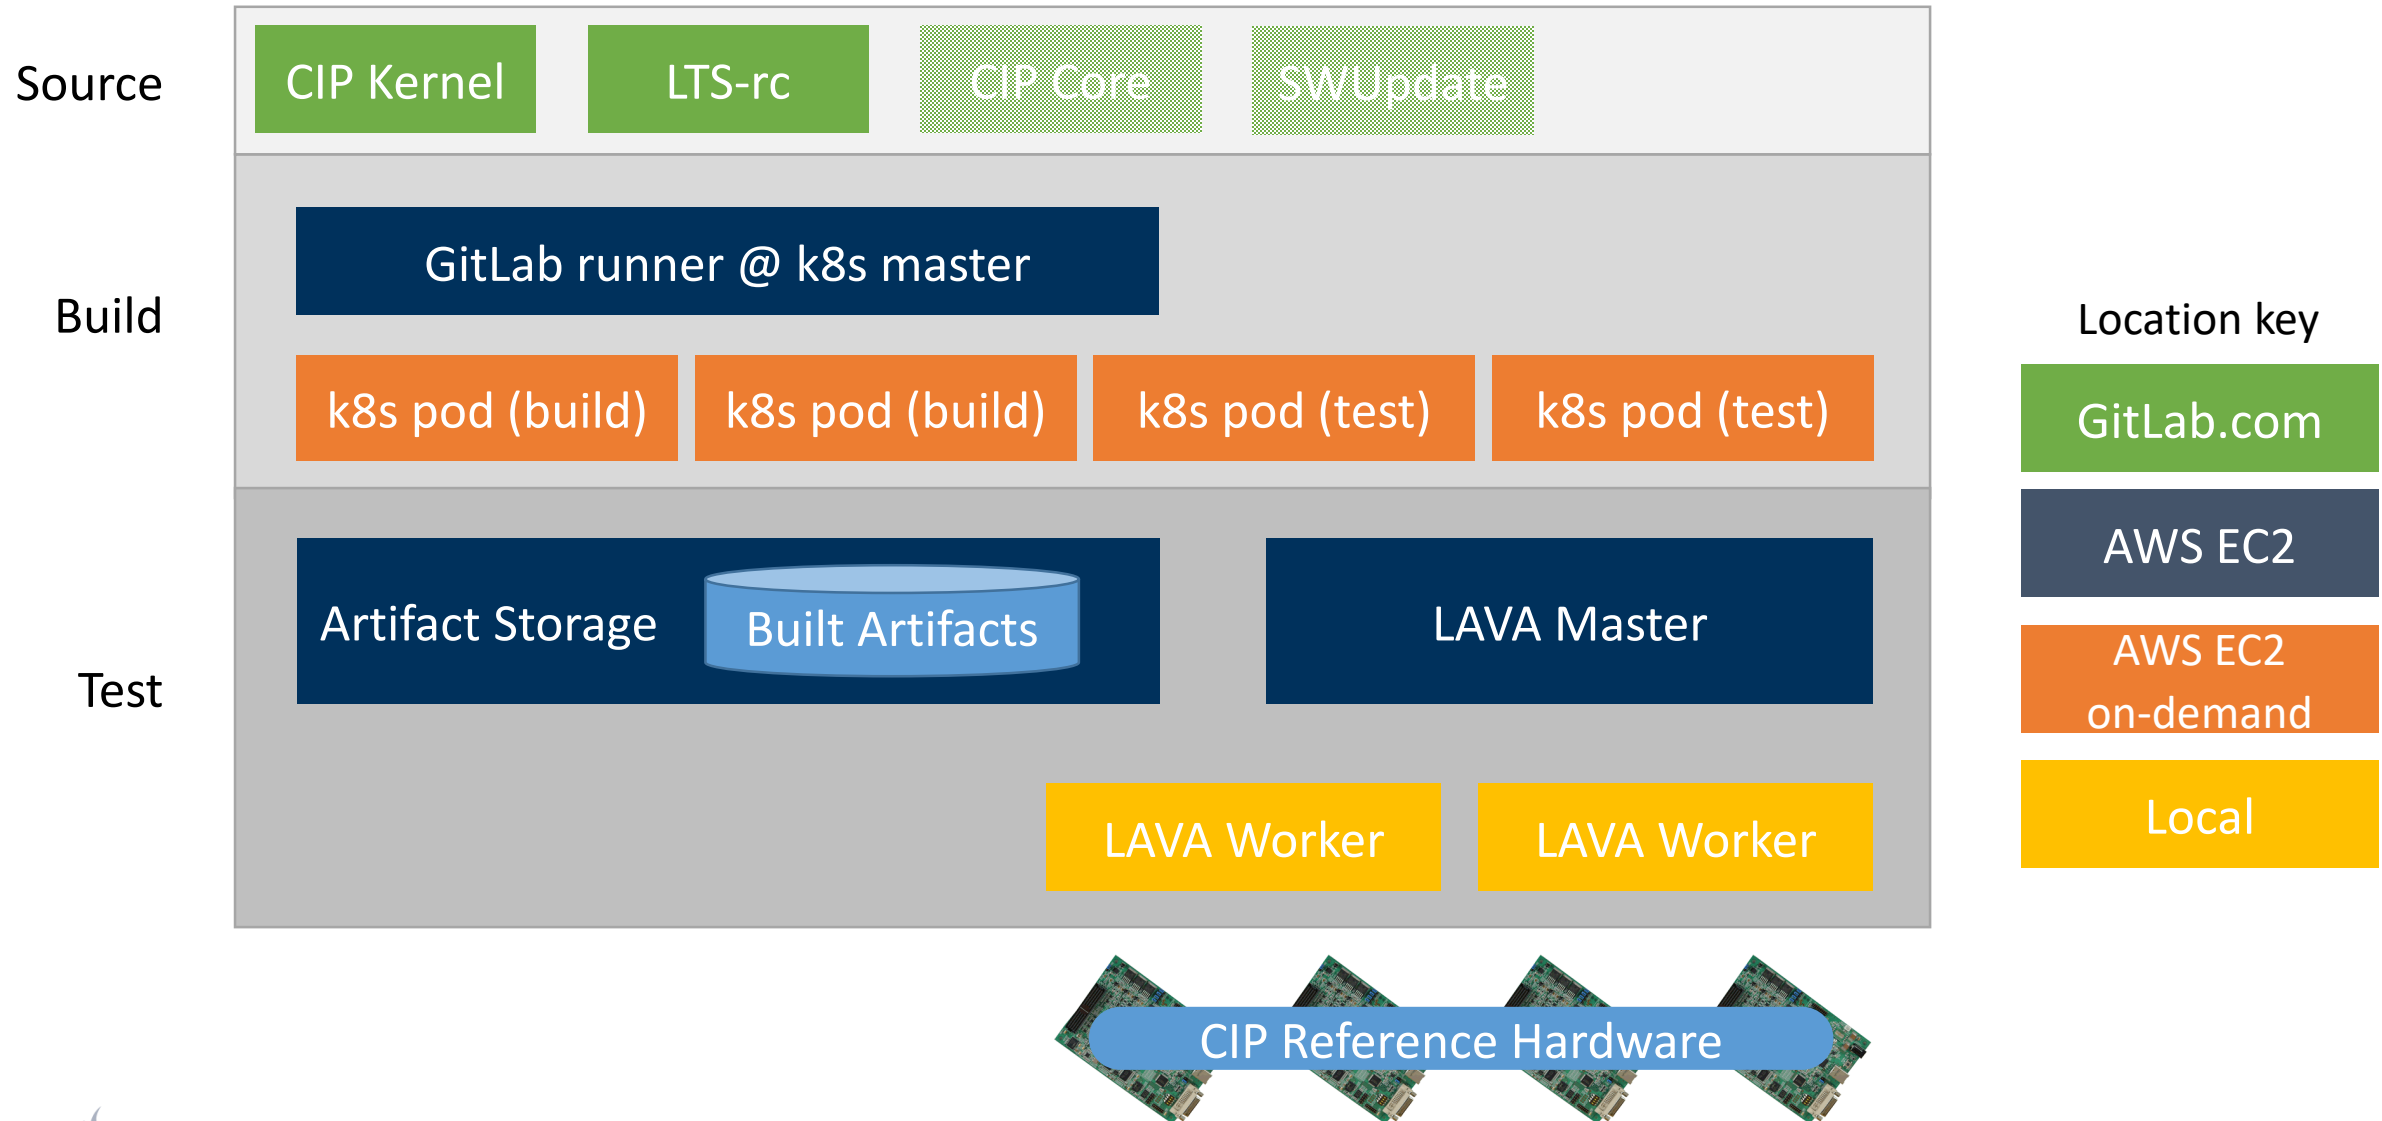 Source
CIP Kernel
LTS-rc
CIP Core
SWUpdate
Build
GitLab runner @ k8s master
k8s pod (build)
k8s pod (build)
k8s pod (test)
k8s pod (test)
Test
Artifact Storage
Built Artifacts
LAVA Master
LAVA Worker
LAVA Worker
CIP Reference Hardware
Location key
GitLab.com
AWS EC2
AWS EC2
on-demand
Local